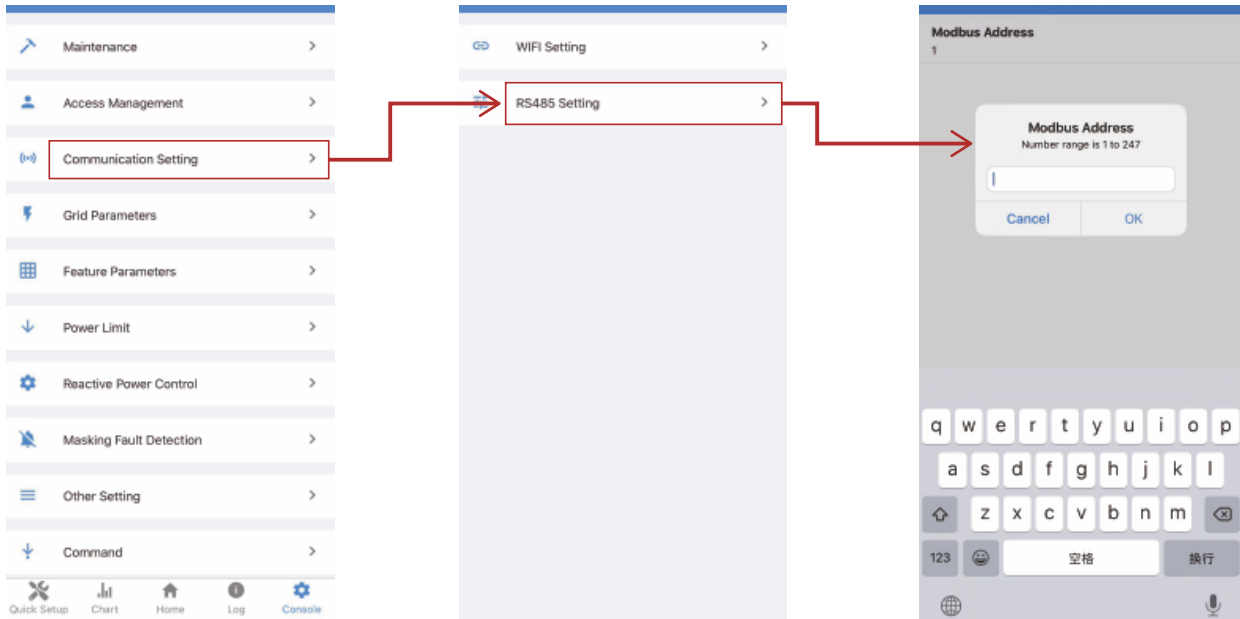 Maintenance
Access Management
Communication Setting
Grid Parameters
Feature Parameters
Power Limit
Reactive Power Control
Masking Fault Detection
Other Setting
Command
Quick Setup
Chart
Home
Log
Console
WIFI Setting
RS485 Setting
Modbus Address
1
Modbus Address
Number range is 1 to 247
Cancel
OK
q w e r t y u i o p
a s d f g h j k l
z x c v b n m
123
空格
换行